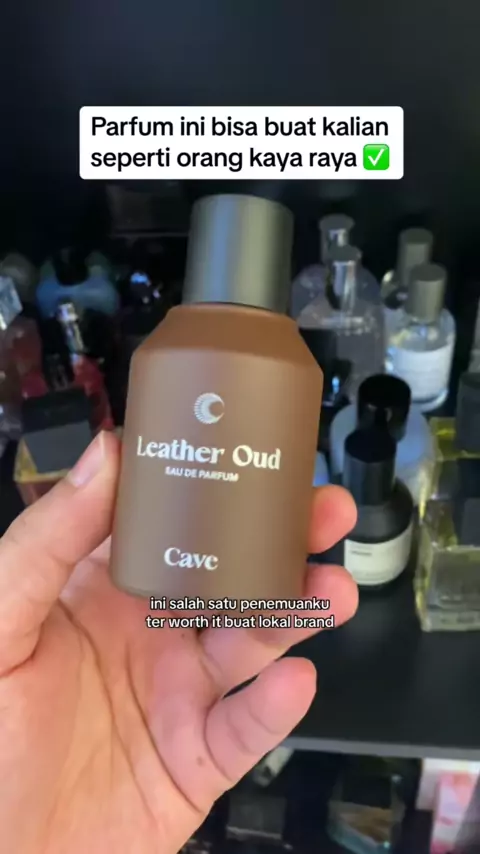 Parfum ini bisa buat kalian
seperti orang kaya raya ✅
Leather Oud
EAU DE PARFUM
Cave
ini salah satu penemuanku
ter worth it buat lokal brand